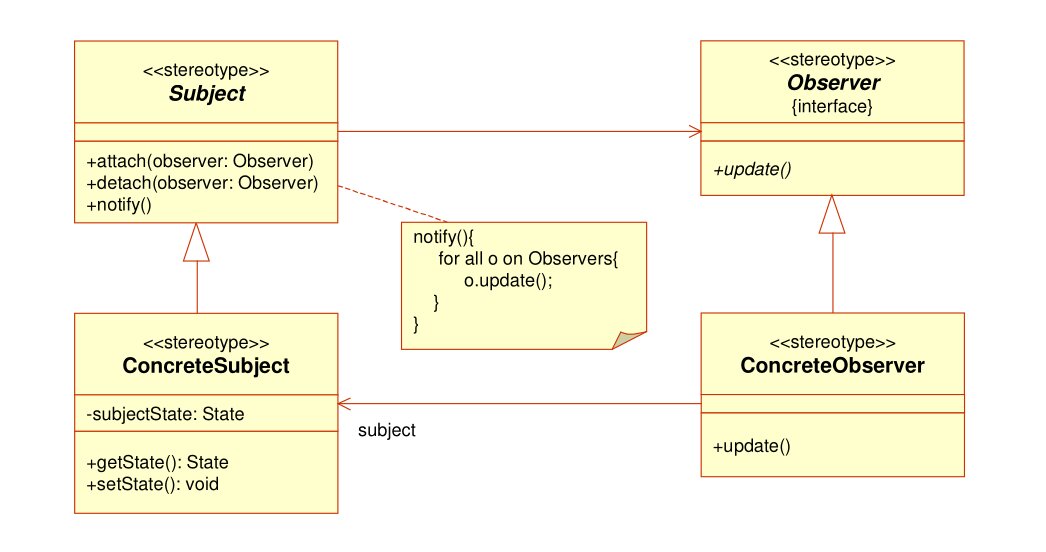 <<stereotype>>
Subject
+attach(observer: Observer)
+detach(observer: Observer)
+notify()
<<stereotype>>
Observer
{interface}
+update()
notify(){
for all o on Observers{
o.update();
}
}
<<stereotype>>
ConcreteSubject
-subjectState: State
+getState(): State
+setState(): void
subject
<<stereotype>>
ConcreteObserver
+update()